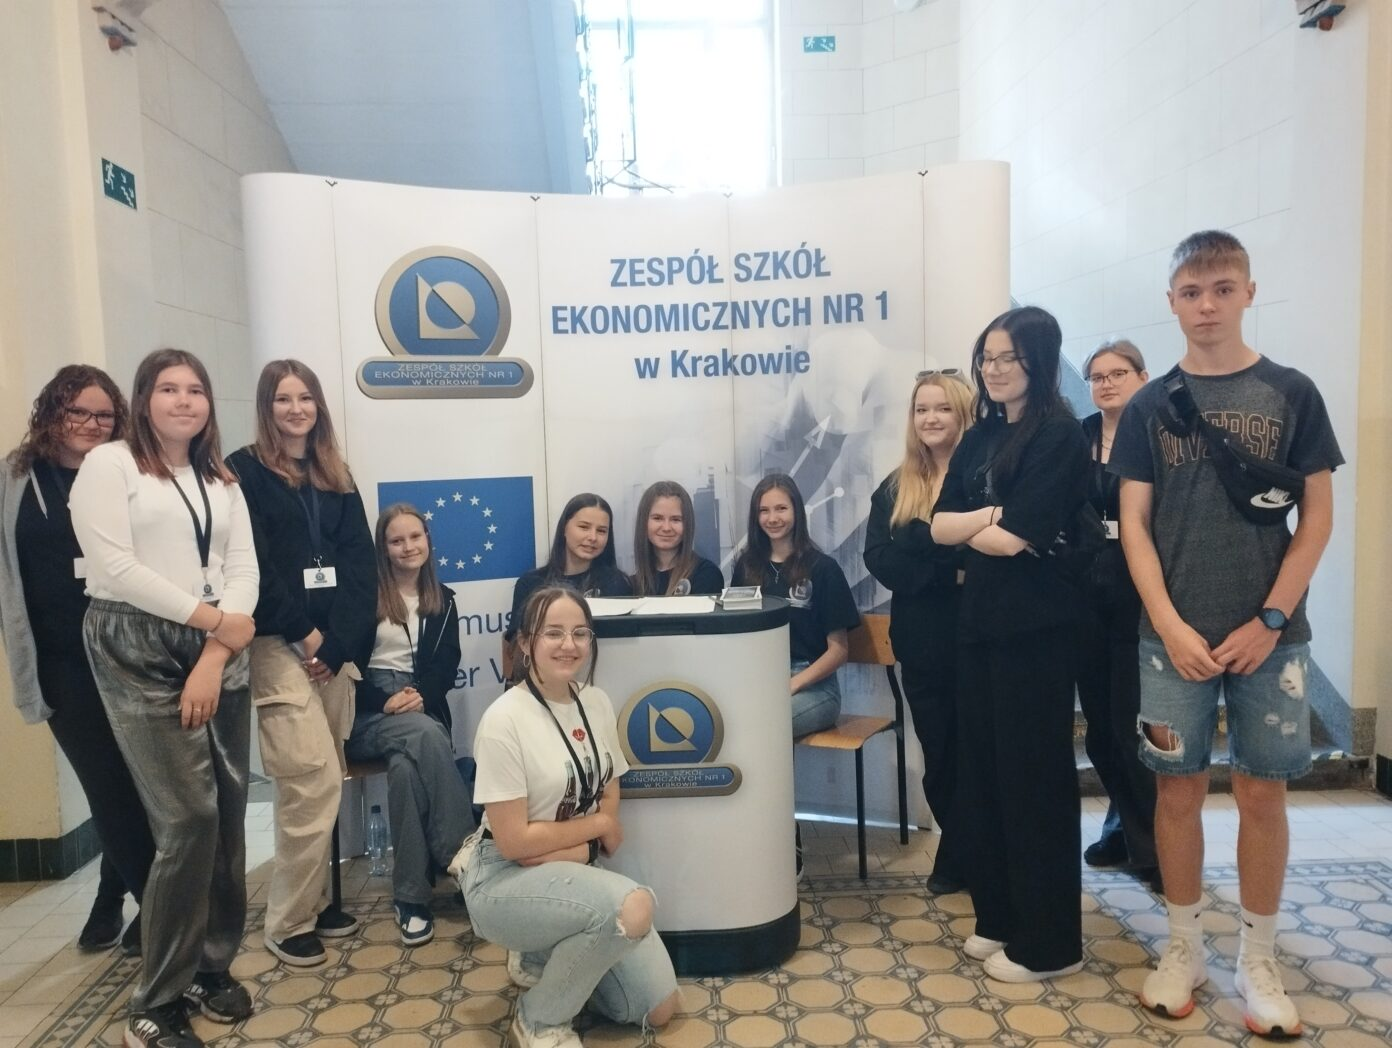 ZESPÓŁ SZKÓŁ
EKONOMICZNYCH NR 1
w Krakowie
ZESPÓŁ SZKÓŁ
EKONOMICZNYCH NR 1
w Krakowie
ZESPÓŁ SZKÓŁ
EKONOMICZNYCH NR 1
w Krakowie